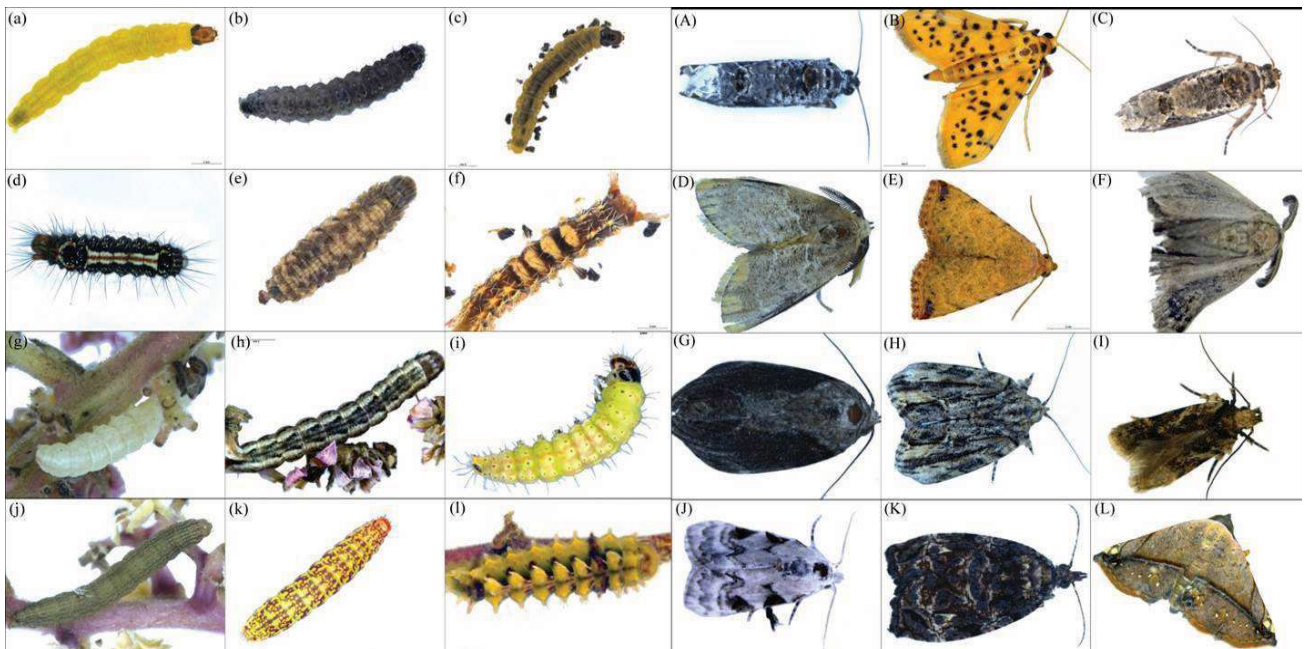 (a) (b) (c) (A) (B) (C)
(d) (e) (f) (D) (E) (F)
(g) (h) (i) (G) (H) (I)
(j) (k) (l) (J) (K) (L)